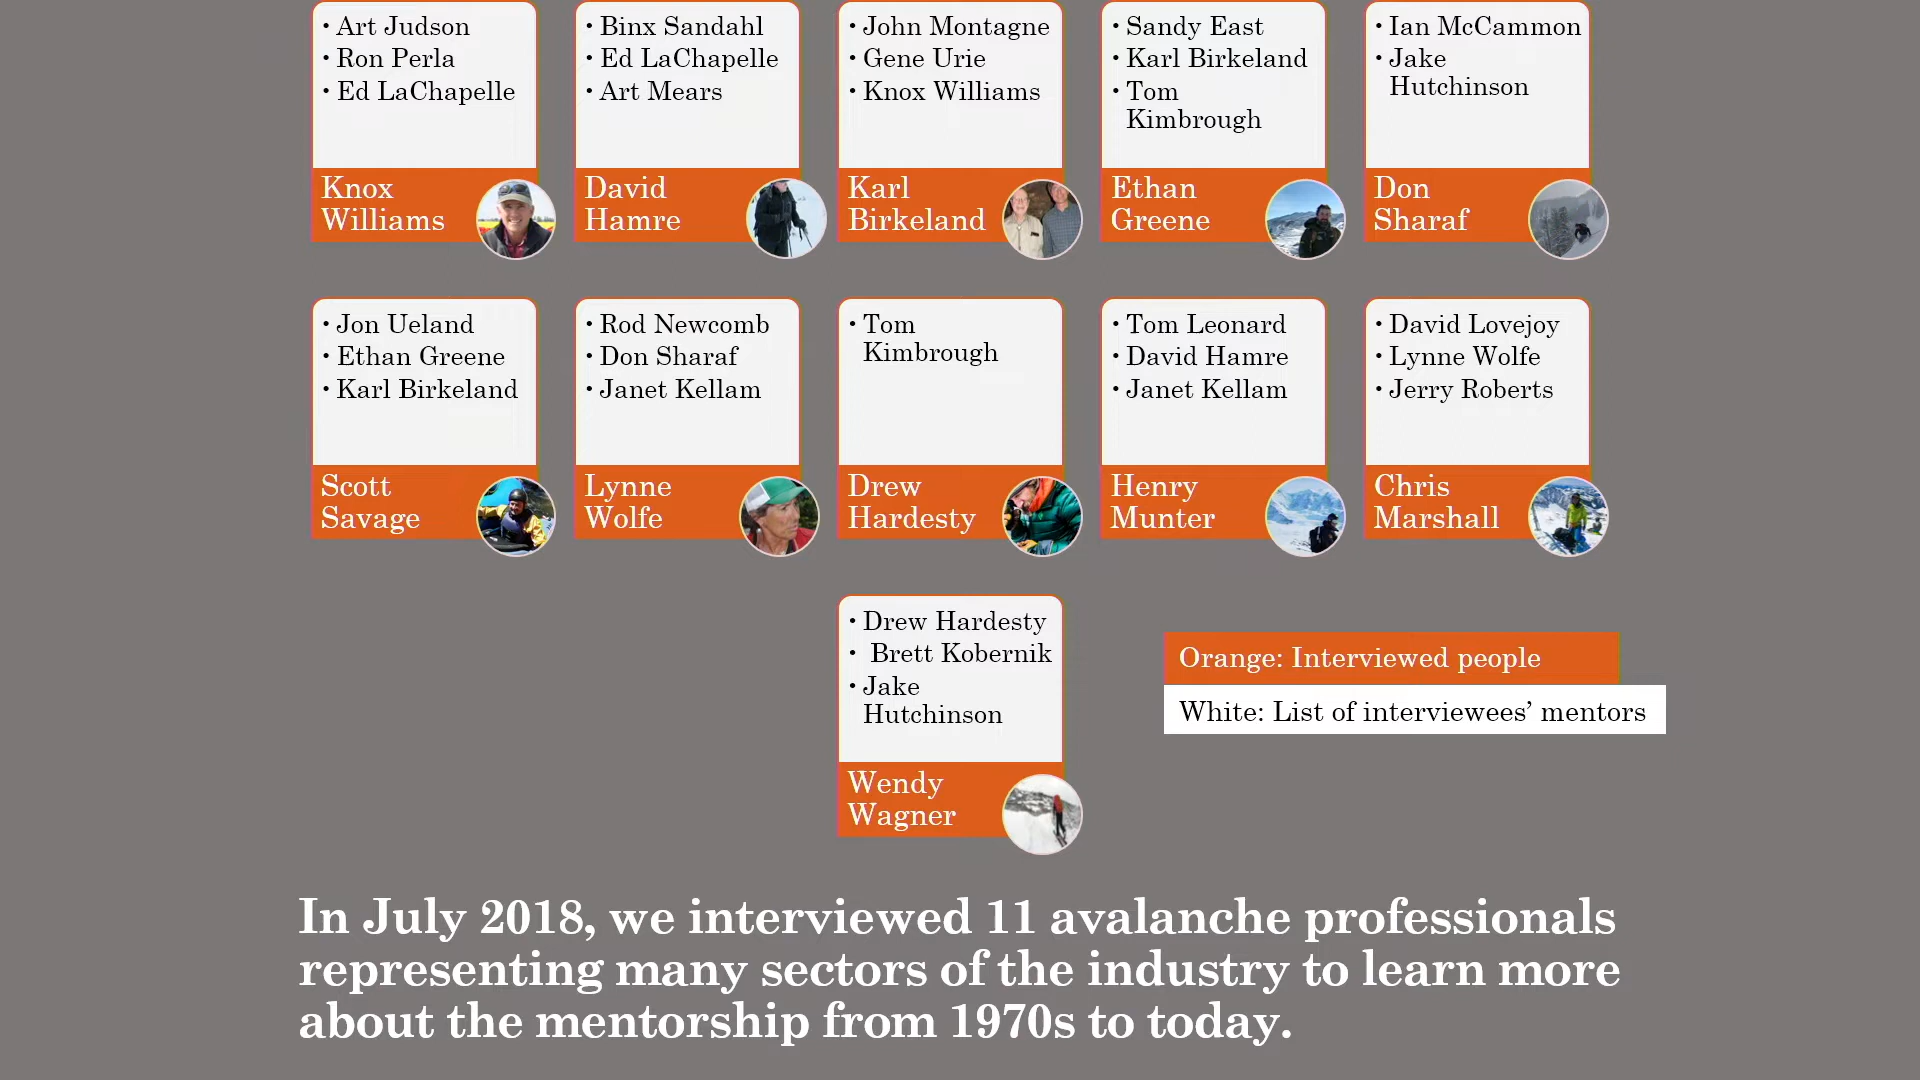 • Art Judson
• Ron Perla
• Ed LaChapelle
Knox
Williams
• Binx Sandahl
• Ed LaChapelle
• Art Mears
David
Hamre
• John Montagne
• Gene Urie
• Knox Williams
Karl
Birkeland
• Sandy East
• Karl Birkeland
• Tom
Kimbrough
Ethan
Greene
• Ian McCammon
• Jake
Hutchinson
Don
Sharaf
• Jon Ueland
• Ethan Greene
• Karl Birkeland
Scott
Savage
• Rod Newcomb
• Don Sharaf
• Janet Kellam
Lynne
Wolfe
• Tom
Kimbrough
Drew
Hardesty
• Tom Leonard
• David Hamre
• Janet Kellam
Henry
Munter
• David Lovejoy
• Lynne Wolfe
• Jerry Roberts
Chris
Marshall
• Drew Hardesty
• Brett Kobernik
• Jake
Hutchinson
Wendy
Wagner
Orange: Interviewed people
White: List of interviewees’ mentors
In July 2018, we interviewed 11 avalanche professionals
representing many sectors of the industry to learn more
about the mentorship from 1970s to today.